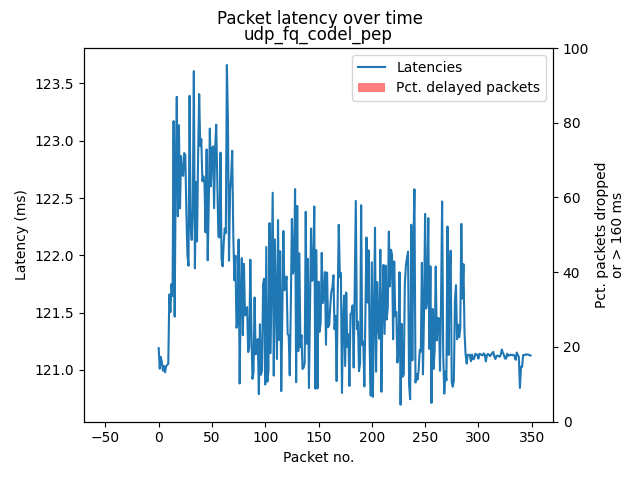 Packet latency over time
udp_fq_codel_pep
Latencies
Pct. delayed packets
Latency (ms)
123.5
123.0
122.5
122.0
121.5
121.0
100
80
60
40
20
0
Pct. packets dropped
or > 160 ms
−50
0
50
100
150
200
250
300
350
Packet no.